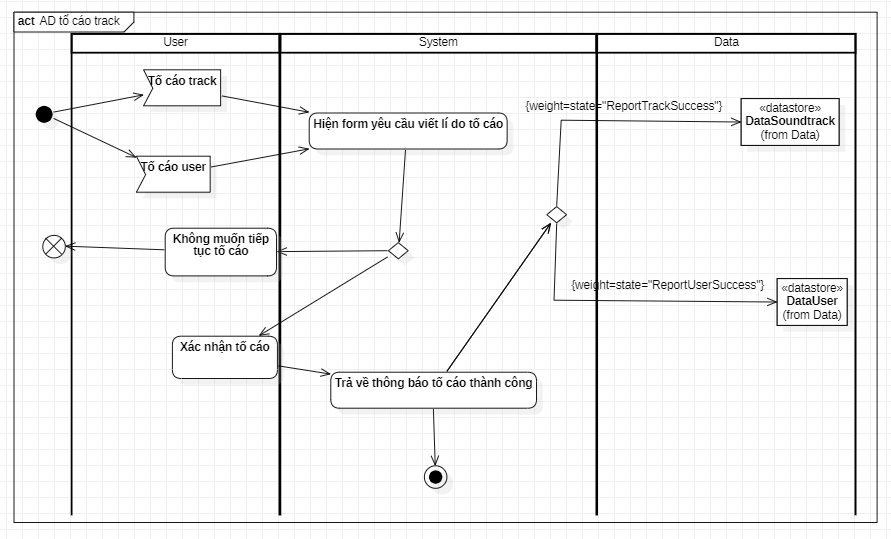 act AD tố cáo track
User
System
Data
Tố cáo track
Hiện form yêu cầu viết lí do tố cáo
{weight=state="ReportTrackSuccess"}
«datastore»
DataSoundtrack
(from Data)
Tố cáo user
Không muốn tiếp
tục tố cáo
{weight=state="ReportUserSuccess"}
«datastore»
DataUser
(from Data)
Xác nhận tố cáo
Trả về thông báo tố cáo thành công